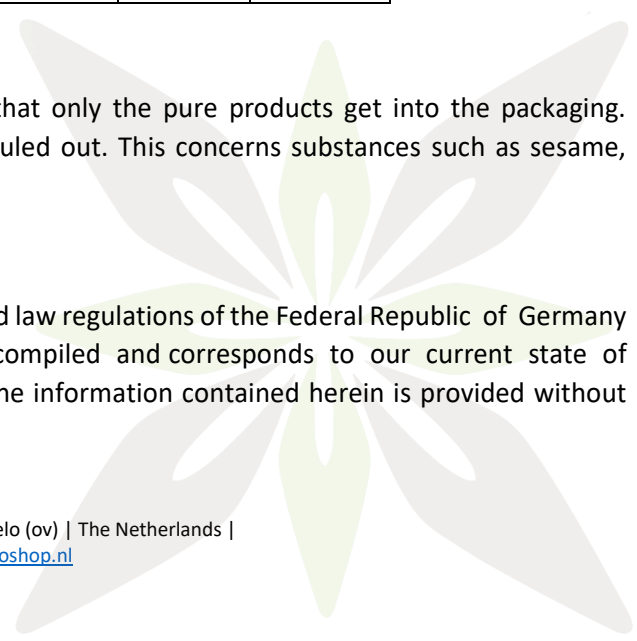 that only the pure products get into the packaging.
uled out. This concerns substances such as sesame,
d law regulations of the Federal Republic of Germany
compiled and corresponds to our current state of
information contained herein is provided without
elo (ov) | The Netherlands |
oshop.nl